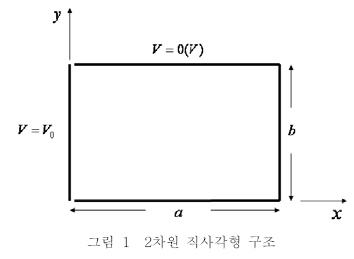 y
V = 0(V)
V = V₀
b
a
x
그림 1 2차원 직사각형 구조